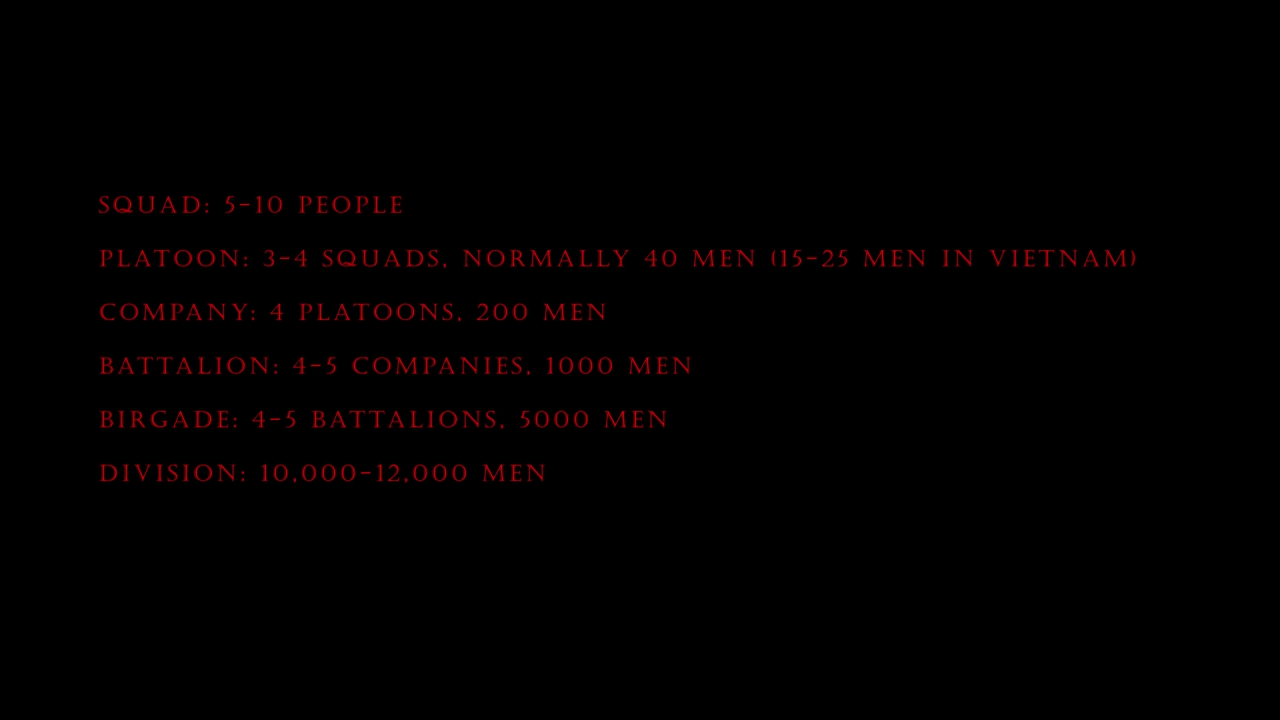 SQUAD: 5-10 PEOPLE
PLATOON: 3-4 SQUADS, NORMALLY 40 MEN (15-25 MEN IN VIETNAM)
COMPANY: 4 PLATOONS, 200 MEN
BATTALION: 4-5 COMPANIES, 1000 MEN
BIRGADE: 4-5 BATTALIONS, 5000 MEN
DIVISION: 10,000-12,000 MEN